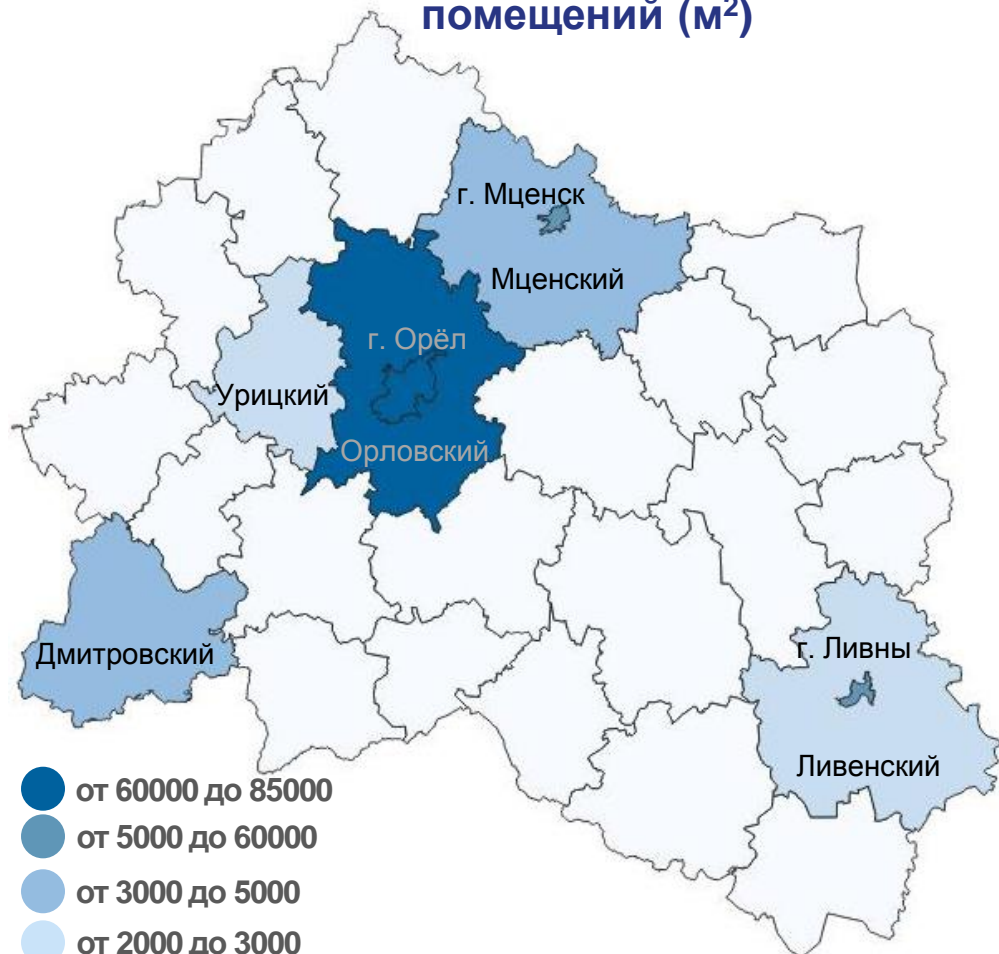 помещений (м²)
г. Мценск
Мценский
г. Орёл
Урицкий
Орловский
Дмитровский
г. Ливны
Ливенский
от 60000 до 85000
от 5000 до 60000
от 3000 до 5000
от 2000 до 3000